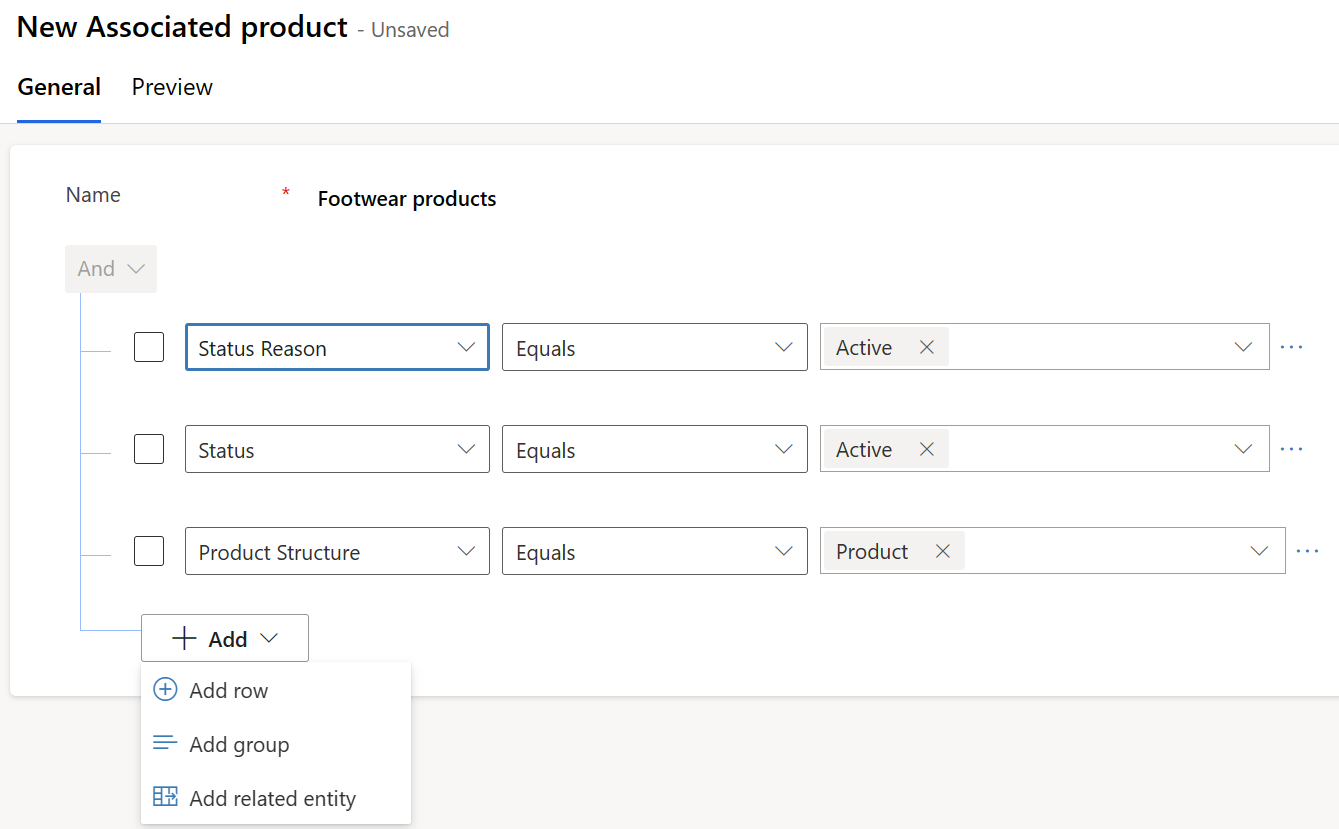 New Associated product - Unsaved
General Preview
Name * Footwear products
And
Status Reason Equals Active
Status Equals Active
Product Structure Equals Product
Add
Add row
Add group
Add related entity